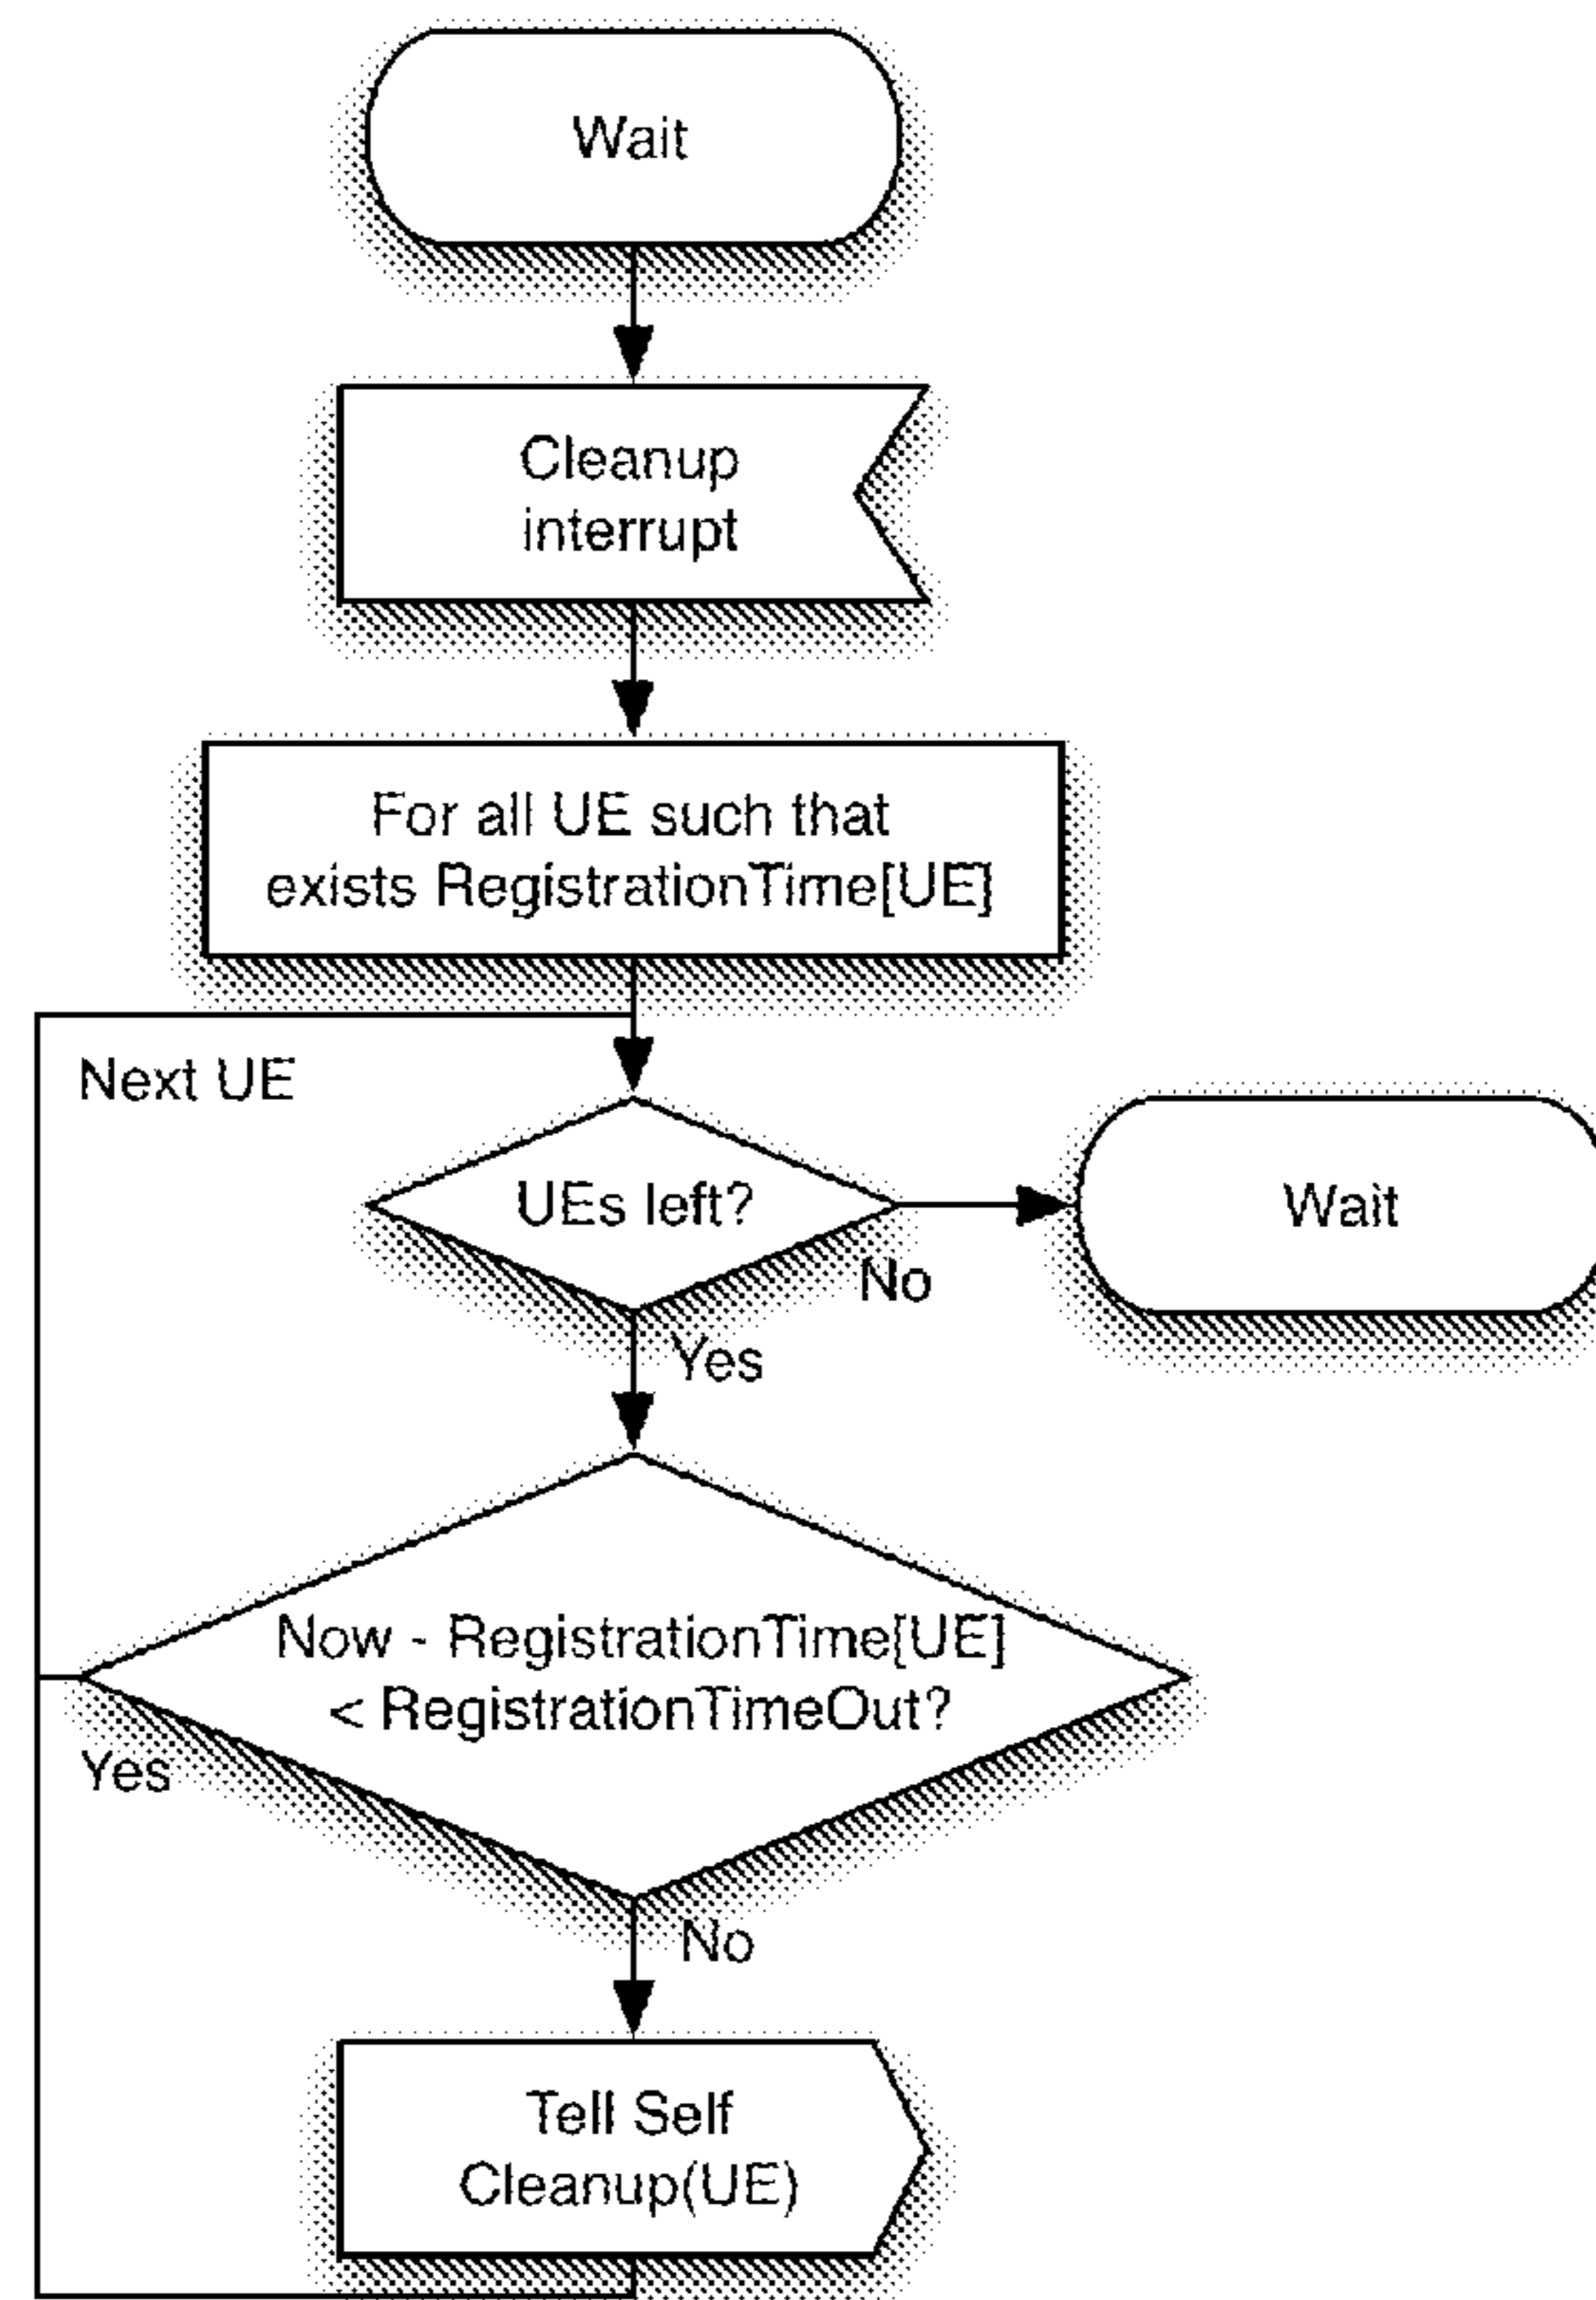 Wait
Cleanup
interrupt
For all UE such that
exists RegistrationTime[UE]
Next UE
UEs left?
Wait
No
Yes
Now - RegistrationTime[UE]
< RegistrationTimeOut?
Yes
No
Tell Self
Cleanup(UE)